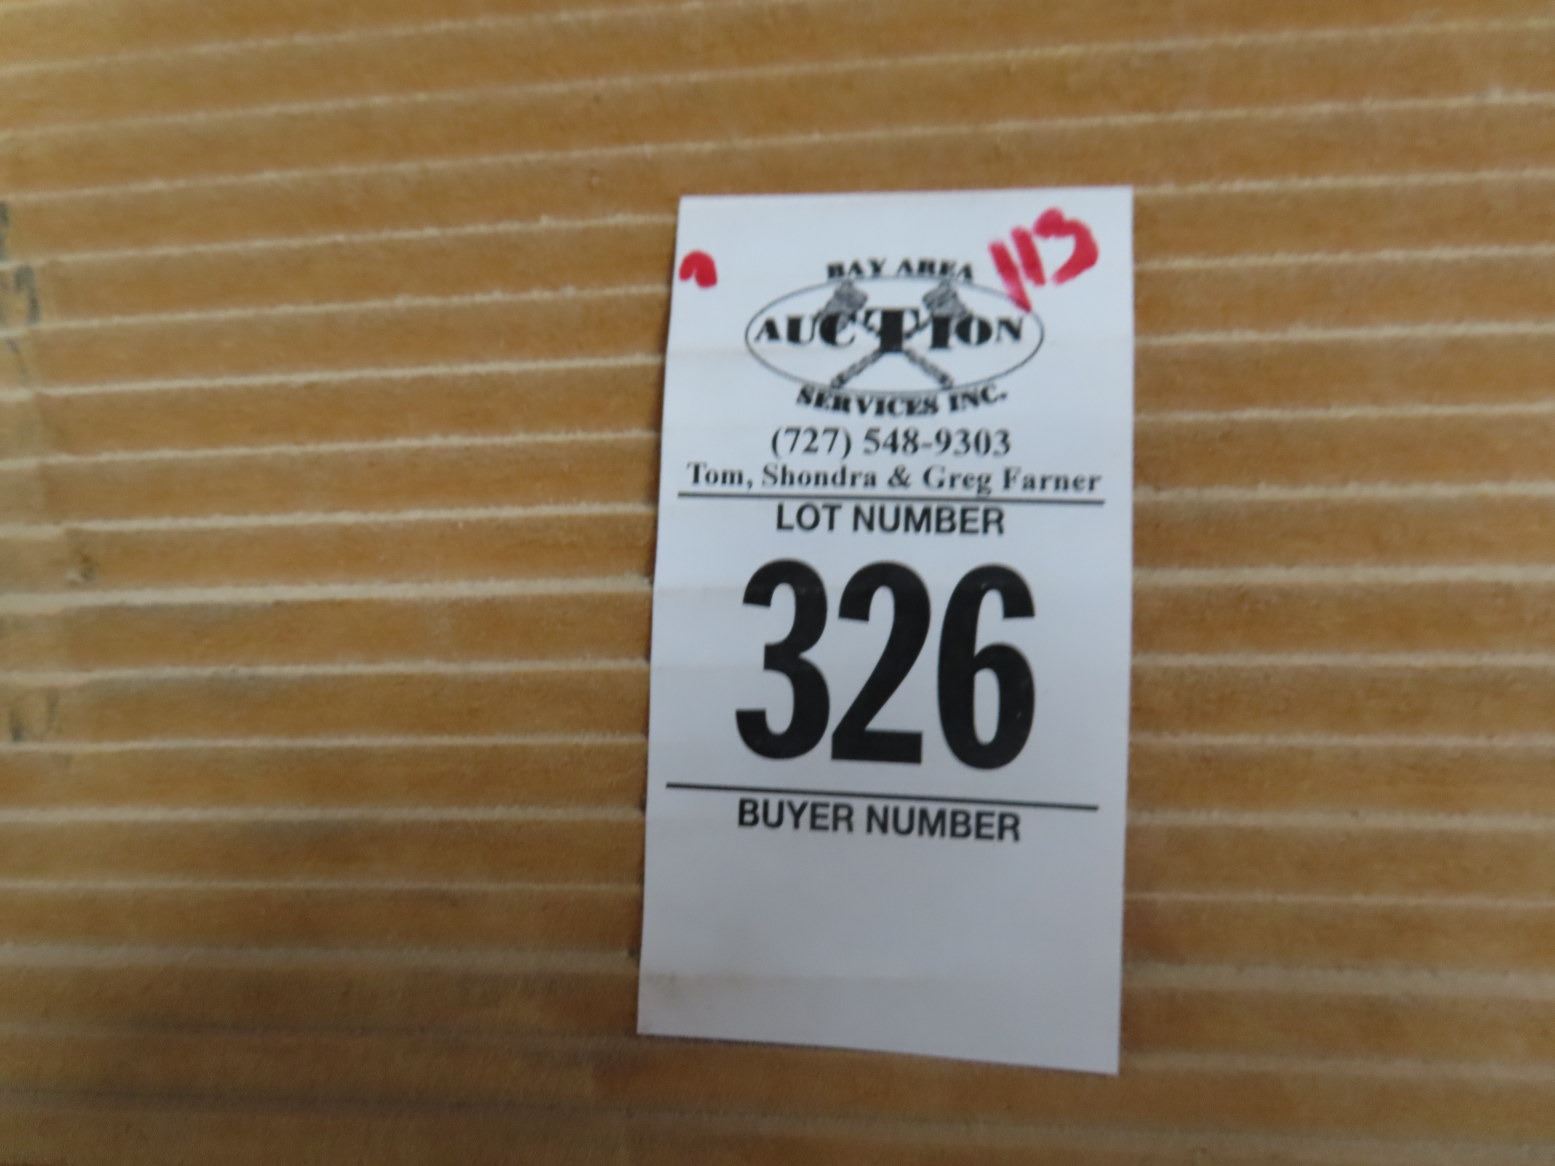 113
BAY AREA
AUCTION
SERVICES INC.
(727) 548-9303
Tom, Shondra & Greg Farner
LOT NUMBER
326
BUYER NUMBER